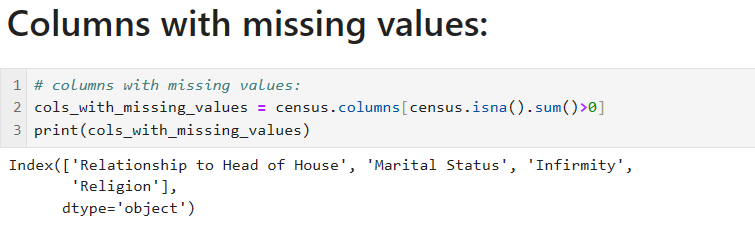 Columns with missing values:
1 # columns with missing values:
2 cols_with_missing_values = census.columns[census.isna().sum()>0]
3 print(cols_with_missing_values)
Index(['Relationship to Head of House', 'Marital Status', 'Infirmity',
'Religion'],
dtype='object')